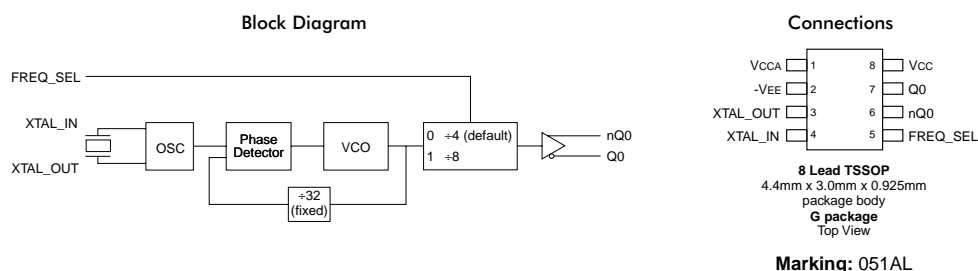 Block Diagram
FREQ_SEL
XTAL_IN
XTAL_OUT
OSC
Phase
Detector
VCO
÷32
(fixed)
0 ÷4 (default)
1 ÷8
nQ0
Q0
Connections
VCCA 1 8 VCC
-VEE 2 7 Q0
XTAL_OUT 3 6 nQ0
XTAL_IN 4 5 FREQ_SEL
8 Lead TSSOP
4.4mm x 3.0mm x 0.925mm
package body
G package
Top View
Marking: 051AL